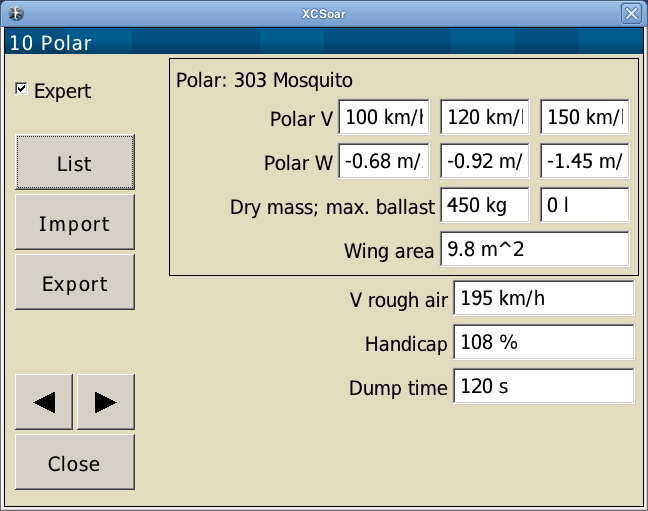 XCSoar
10 Polar
Expert
List
Import
Export
Close
Polar: 303 Mosquito
Polar V 100 km/ 120 km/ 150 km/
Polar W -0.68 m/ -0.92 m/ -1.45 m/
Dry mass; max. ballast 450 kg 0 l
Wing area 9.8 m^2
V rough air 195 km/h
Handicap 108 %
Dump time 120 s